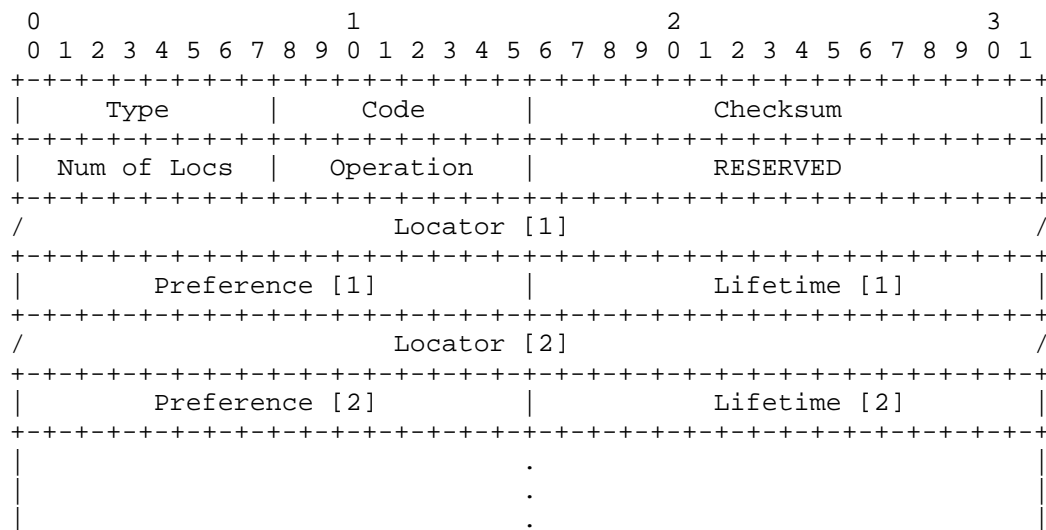 0                   1                   2                   3
 0 1 2 3 4 5 6 7 8 9 0 1 2 3 4 5 6 7 8 9 0 1 2 3 4 5 6 7 8 9 0 1
+-+-+-+-+-+-+-+-+-+-+-+-+-+-+-+-+-+-+-+-+-+-+-+-+-+-+-+-+-+-+-+-+
|     Type      |     Code      |           Checksum            |
+-+-+-+-+-+-+-+-+-+-+-+-+-+-+-+-+-+-+-+-+-+-+-+-+-+-+-+-+-+-+-+-+
|  Num of Locs  |   Operation   |           RESERVED            |
+-+-+-+-+-+-+-+-+-+-+-+-+-+-+-+-+-+-+-+-+-+-+-+-+-+-+-+-+-+-+-+-+
/                       Locator [1]                             /
+-+-+-+-+-+-+-+-+-+-+-+-+-+-+-+-+-+-+-+-+-+-+-+-+-+-+-+-+-+-+-+-+
|        Preference [1]         |           Lifetime [1]        |
+-+-+-+-+-+-+-+-+-+-+-+-+-+-+-+-+-+-+-+-+-+-+-+-+-+-+-+-+-+-+-+-+
/                       Locator [2]                             /
+-+-+-+-+-+-+-+-+-+-+-+-+-+-+-+-+-+-+-+-+-+-+-+-+-+-+-+-+-+-+-+-+
|        Preference [2]         |           Lifetime [2]        |
+-+-+-+-+-+-+-+-+-+-+-+-+-+-+-+-+-+-+-+-+-+-+-+-+-+-+-+-+-+-+-+-+
|                               .                               |
|                               .                               |
|                               .                               |